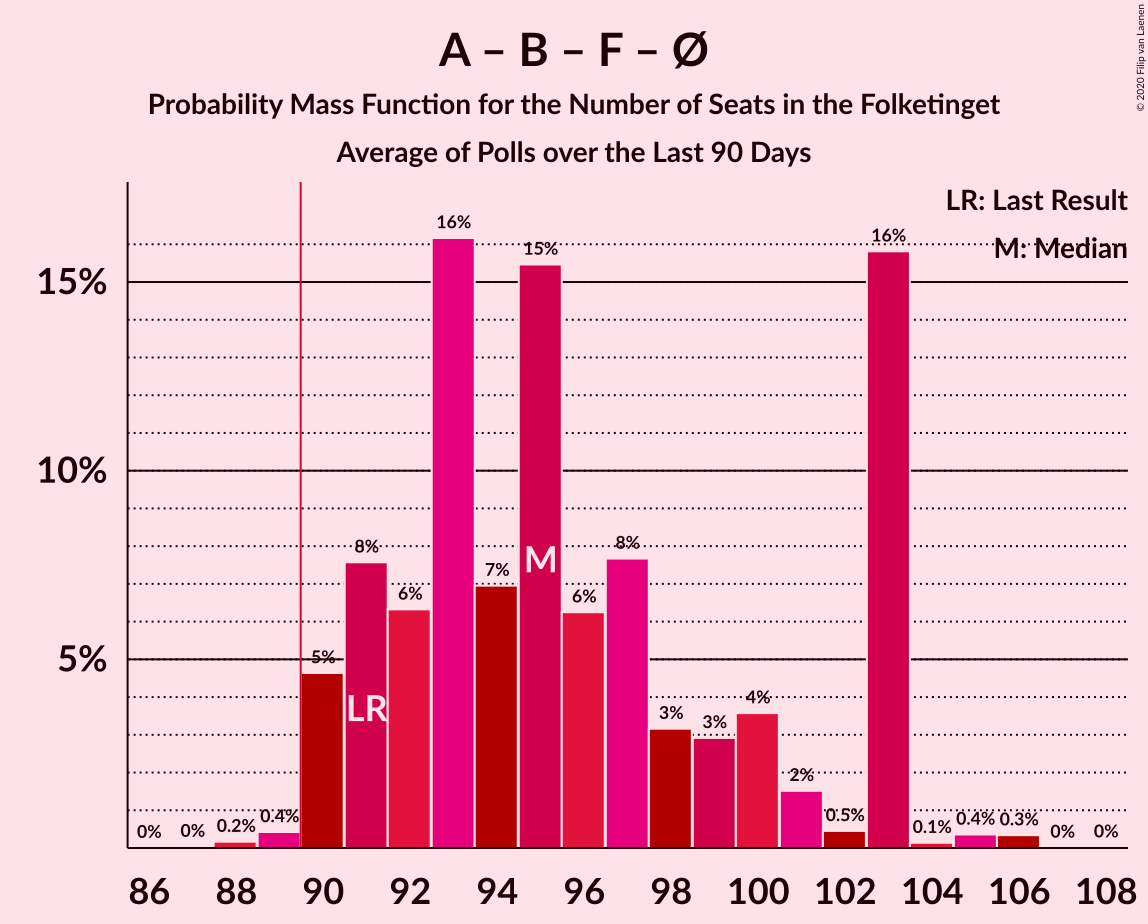 A – B – F – Ø
Probability Mass Function for the Number of Seats in the Folketinget
Average of Polls over the Last 90 Days
© 2020 Filip van Laenen
LR: Last Result
M: Median
15%
10%
5%
0%
0%
0.2%
0.4%
5%
8%
6%
16%
7%
15%
6%
8%
3%
3%
4%
2%
0.5%
16%
0.1%
0.4%
0.3%
0%
0%
LR
M
86 88 90 92 94 96 98 100 102 104 106 108